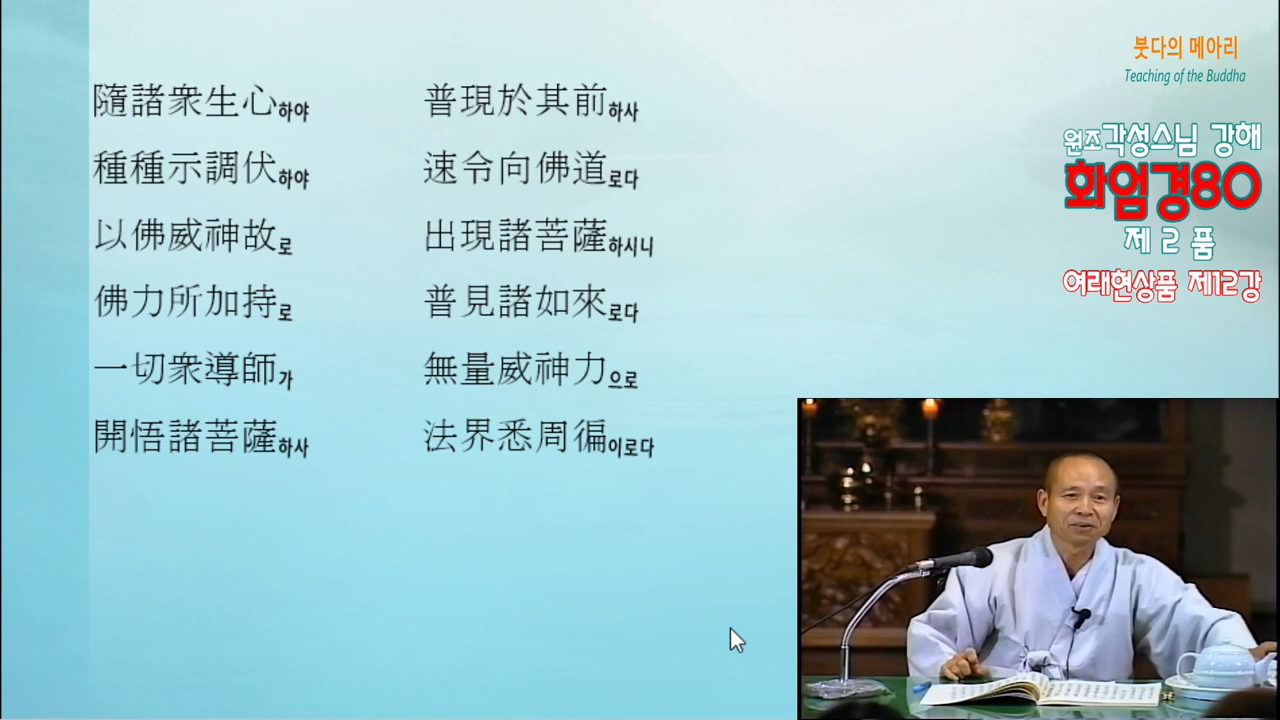 隨諸衆生心하야 普現於其前하사
種種示調伏하야 速令向佛道로다
以佛威神故로 出現諸菩薩하시니
佛力所加持로 普見諸如來로다
一切衆導師가 無量威神力으로
開悟諸菩薩하사 法界悉周徧이로다
붓다의 메아리
Teaching of the Buddha
원조각성스님 강해
화엄경80
제 2 품
여래현상품 제12강